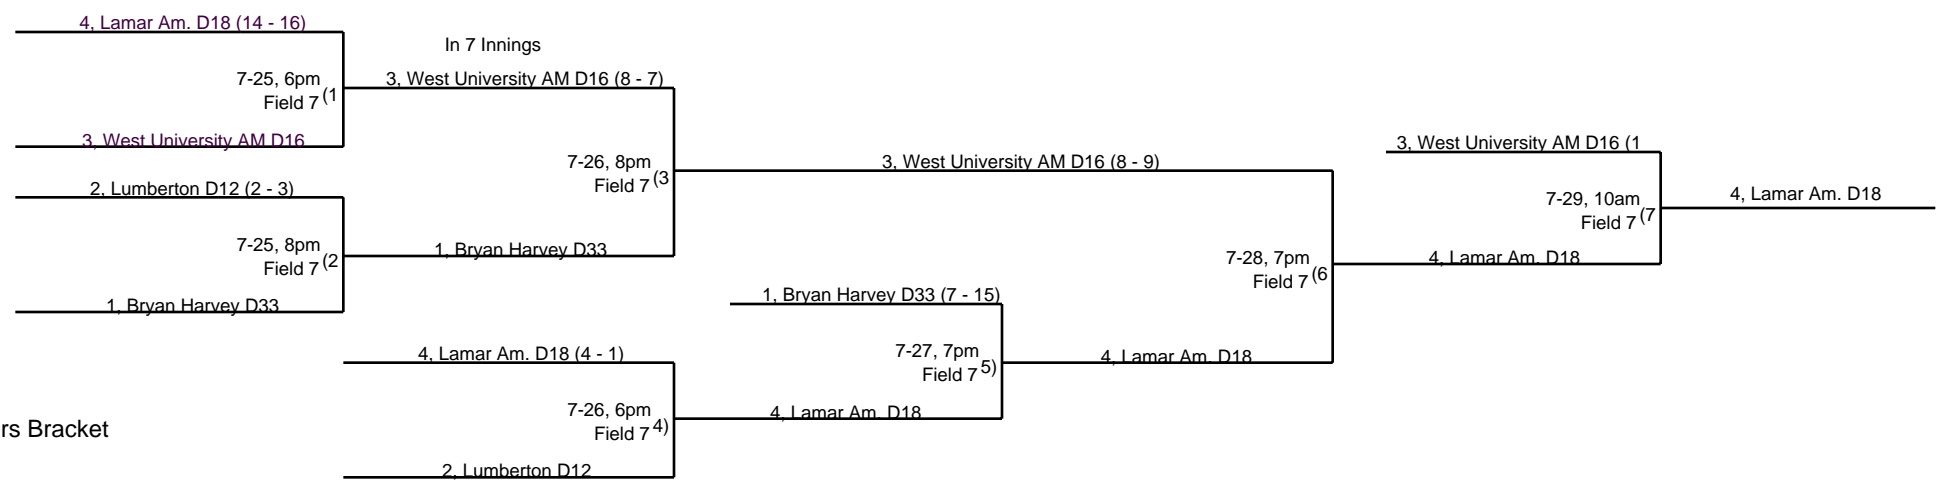 4, Lamar Am. D18 (14 - 16)
In 7 Innings
7-25, 6pm
Field 7 (1
3, West University AM D16 (8 - 7)
3, West University AM D16
7-26, 8pm
Field 7 (3
3, West University AM D16 (8 - 9)
3, West University AM D16 (1
2, Lumberton D12 (2 - 3)
7-29, 10am
Field 7 (7
4, Lamar Am. D18
7-25, 8pm
Field 7 (2
1, Bryan Harvey D33
7-28, 7pm
Field 7 (6
4, Lamar Am. D18
1, Bryan Harvey D33
1, Bryan Harvey D33 (7 - 15)
4, Lamar Am. D18 (4 - 1)
7-27, 7pm
Field 7 5)
4, Lamar Am. D18
7-26, 6pm
Field 7 4)
4, Lamar Am. D18
rs Bracket
2, Lumberton D12